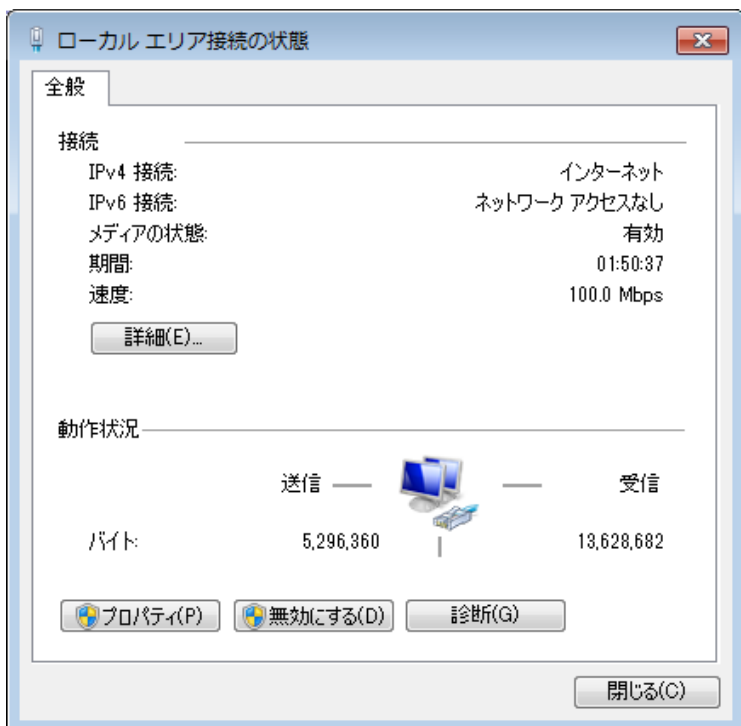 ローカル エリア接続の状態
全般
接続
IPv4 接続: インターネット
IPv6 接続: ネットワーク アクセスなし
メディアの状態: 有効
期間: 01:50:37
速度: 100.0 Mbps
詳細(E)...
動作状況
送信 受信
バイト: 5,296,360 13,628,682
プロパティ(P) 無効にする(D) 診断(G)
閉じる(C)